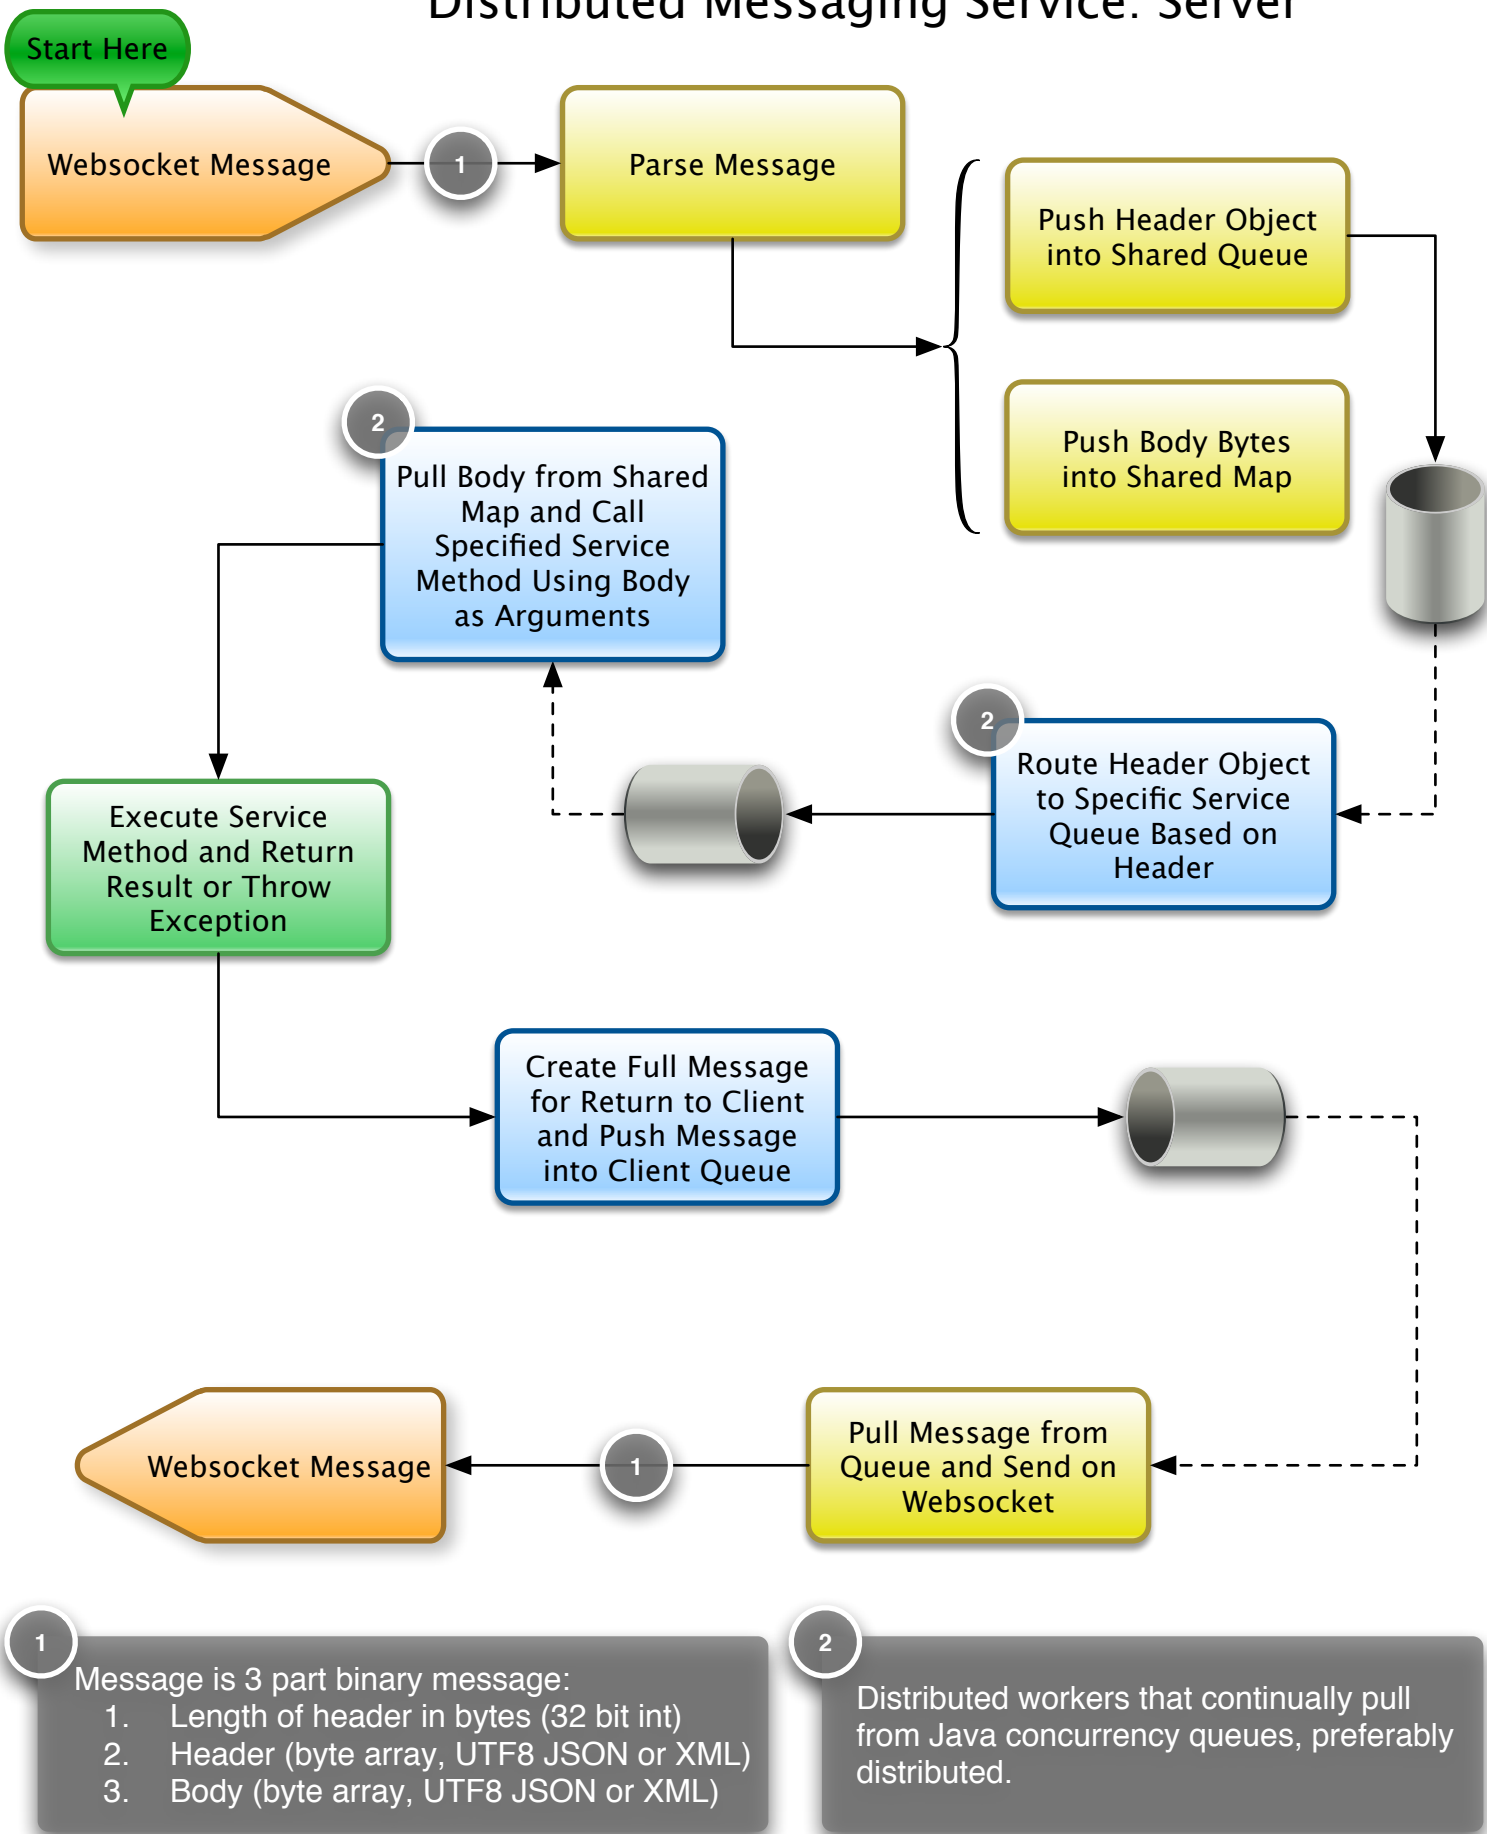 Distributed Messaging Service: Server
Start Here
Websocket Message
1
Parse Message
Push Header Object
into Shared Queue
Push Body Bytes
into Shared Map
2
Pull Body from Shared
Map and Call
Specified Service
Method Using Body
as Arguments
2
Route Header Object
to Specific Service
Queue Based on
Header
Execute Service
Method and Return
Result or Throw
Exception
Create Full Message
for Return to Client
and Push Message
into Client Queue
Pull Message from
Queue and Send on
Websocket
1
Websocket Message
1
Message is 3 part binary message:
1. Length of header in bytes (32 bit int)
2. Header (byte array, UTF8 JSON or XML)
3. Body (byte array, UTF8 JSON or XML)
2
Distributed workers that continually pull
from Java concurrency queues, preferably
distributed.